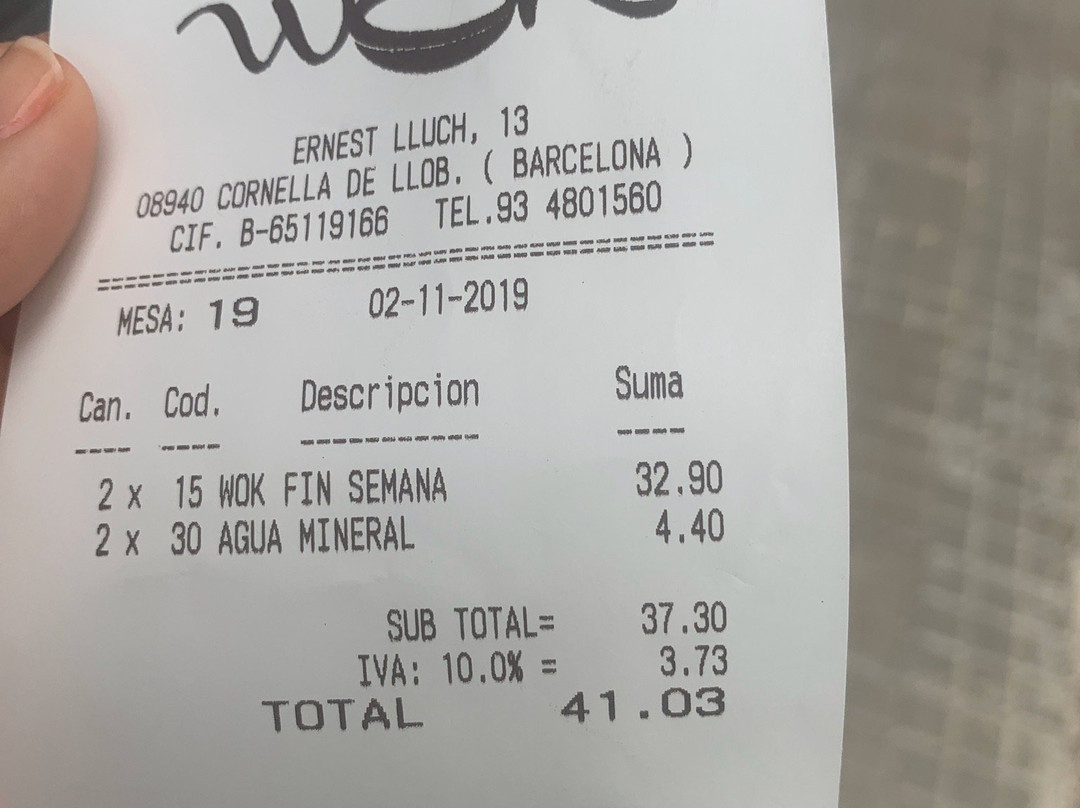 WOK
ERNEST LLUCH, 13
08940 CORNELLA DE LLOB. ( BARCELONA )
CIF. B-65119166 TEL.93 4801560
MESA: 19 02-11-2019
Can. Cod. Descripcion Suma
2 x 15 WOK FIN SEMANA 32.90
2 x 30 AGUA MINERAL 4.40
SUB TOTAL= 37.30
IVA: 10.0% = 3.73
TOTAL 41.03